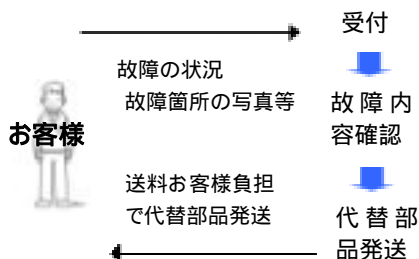 受付
故障の状況
故障箇所の写真等
故障内
容確認
お客様
送料お客様負担
で代替部品発送
代替部
品発送